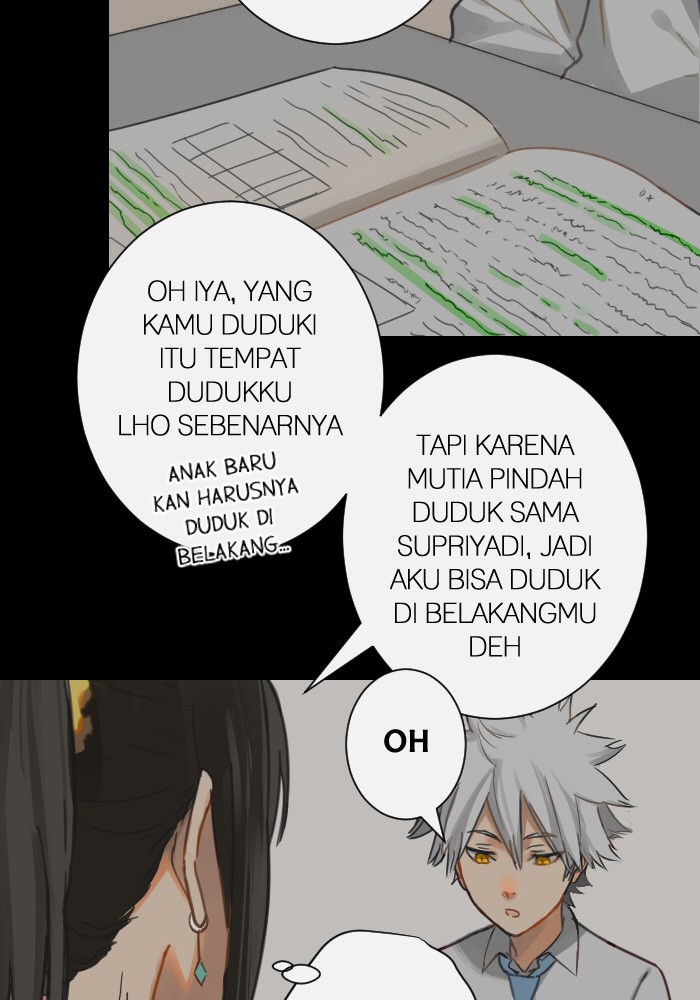 OH IYA, YANG
KAMU DUDUKI
ITU TEMPAT
DUDUKKU
LHO SEBENARNYA
ANAK BARU
KAN HARUSNYA
DUDUK DI
BELAKANG...
TAPI KARENA
MUTIA PINDAH
DUDUK SAMA
SUPRIYADI, JADI
AKU BISA DUDUK
DI BELAKANGMU
DEH
OH